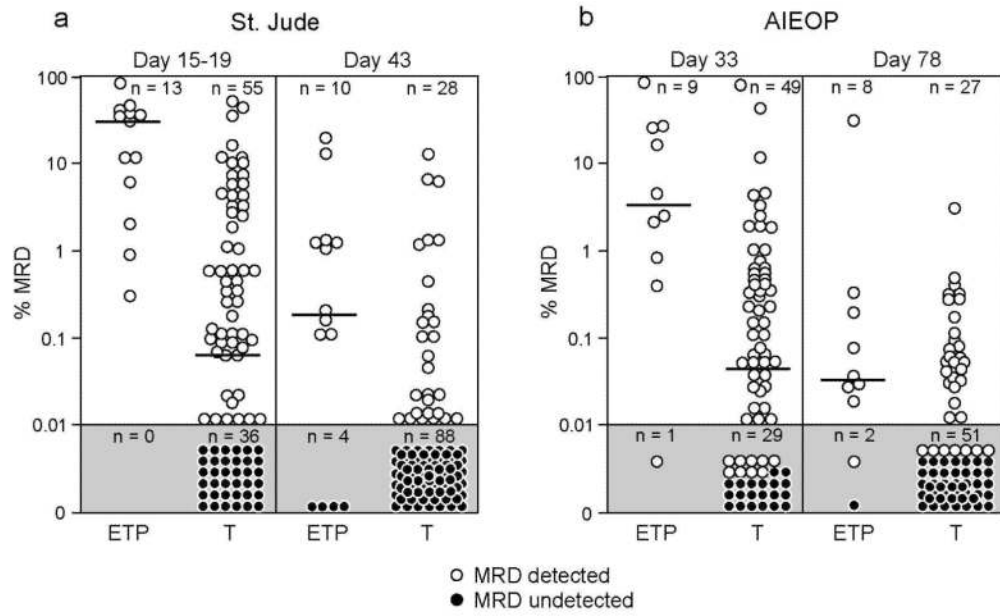 a St. Jude
Day 15-19 Day 43
n = 13 n = 55 n = 10 n = 28
100
10
1
0.1
0.01
0
% MRD
n = 0 n = 36 n = 4 n = 88
ETP T ETP T
b AIEOP
Day 33 Day 78
n = 9 n = 49 n = 8 n = 27
100
10
1
0.1
0.01
0
% MRD
n = 1 n = 29 n = 2 n = 51
ETP T ETP T
MRD detected
MRD undetected